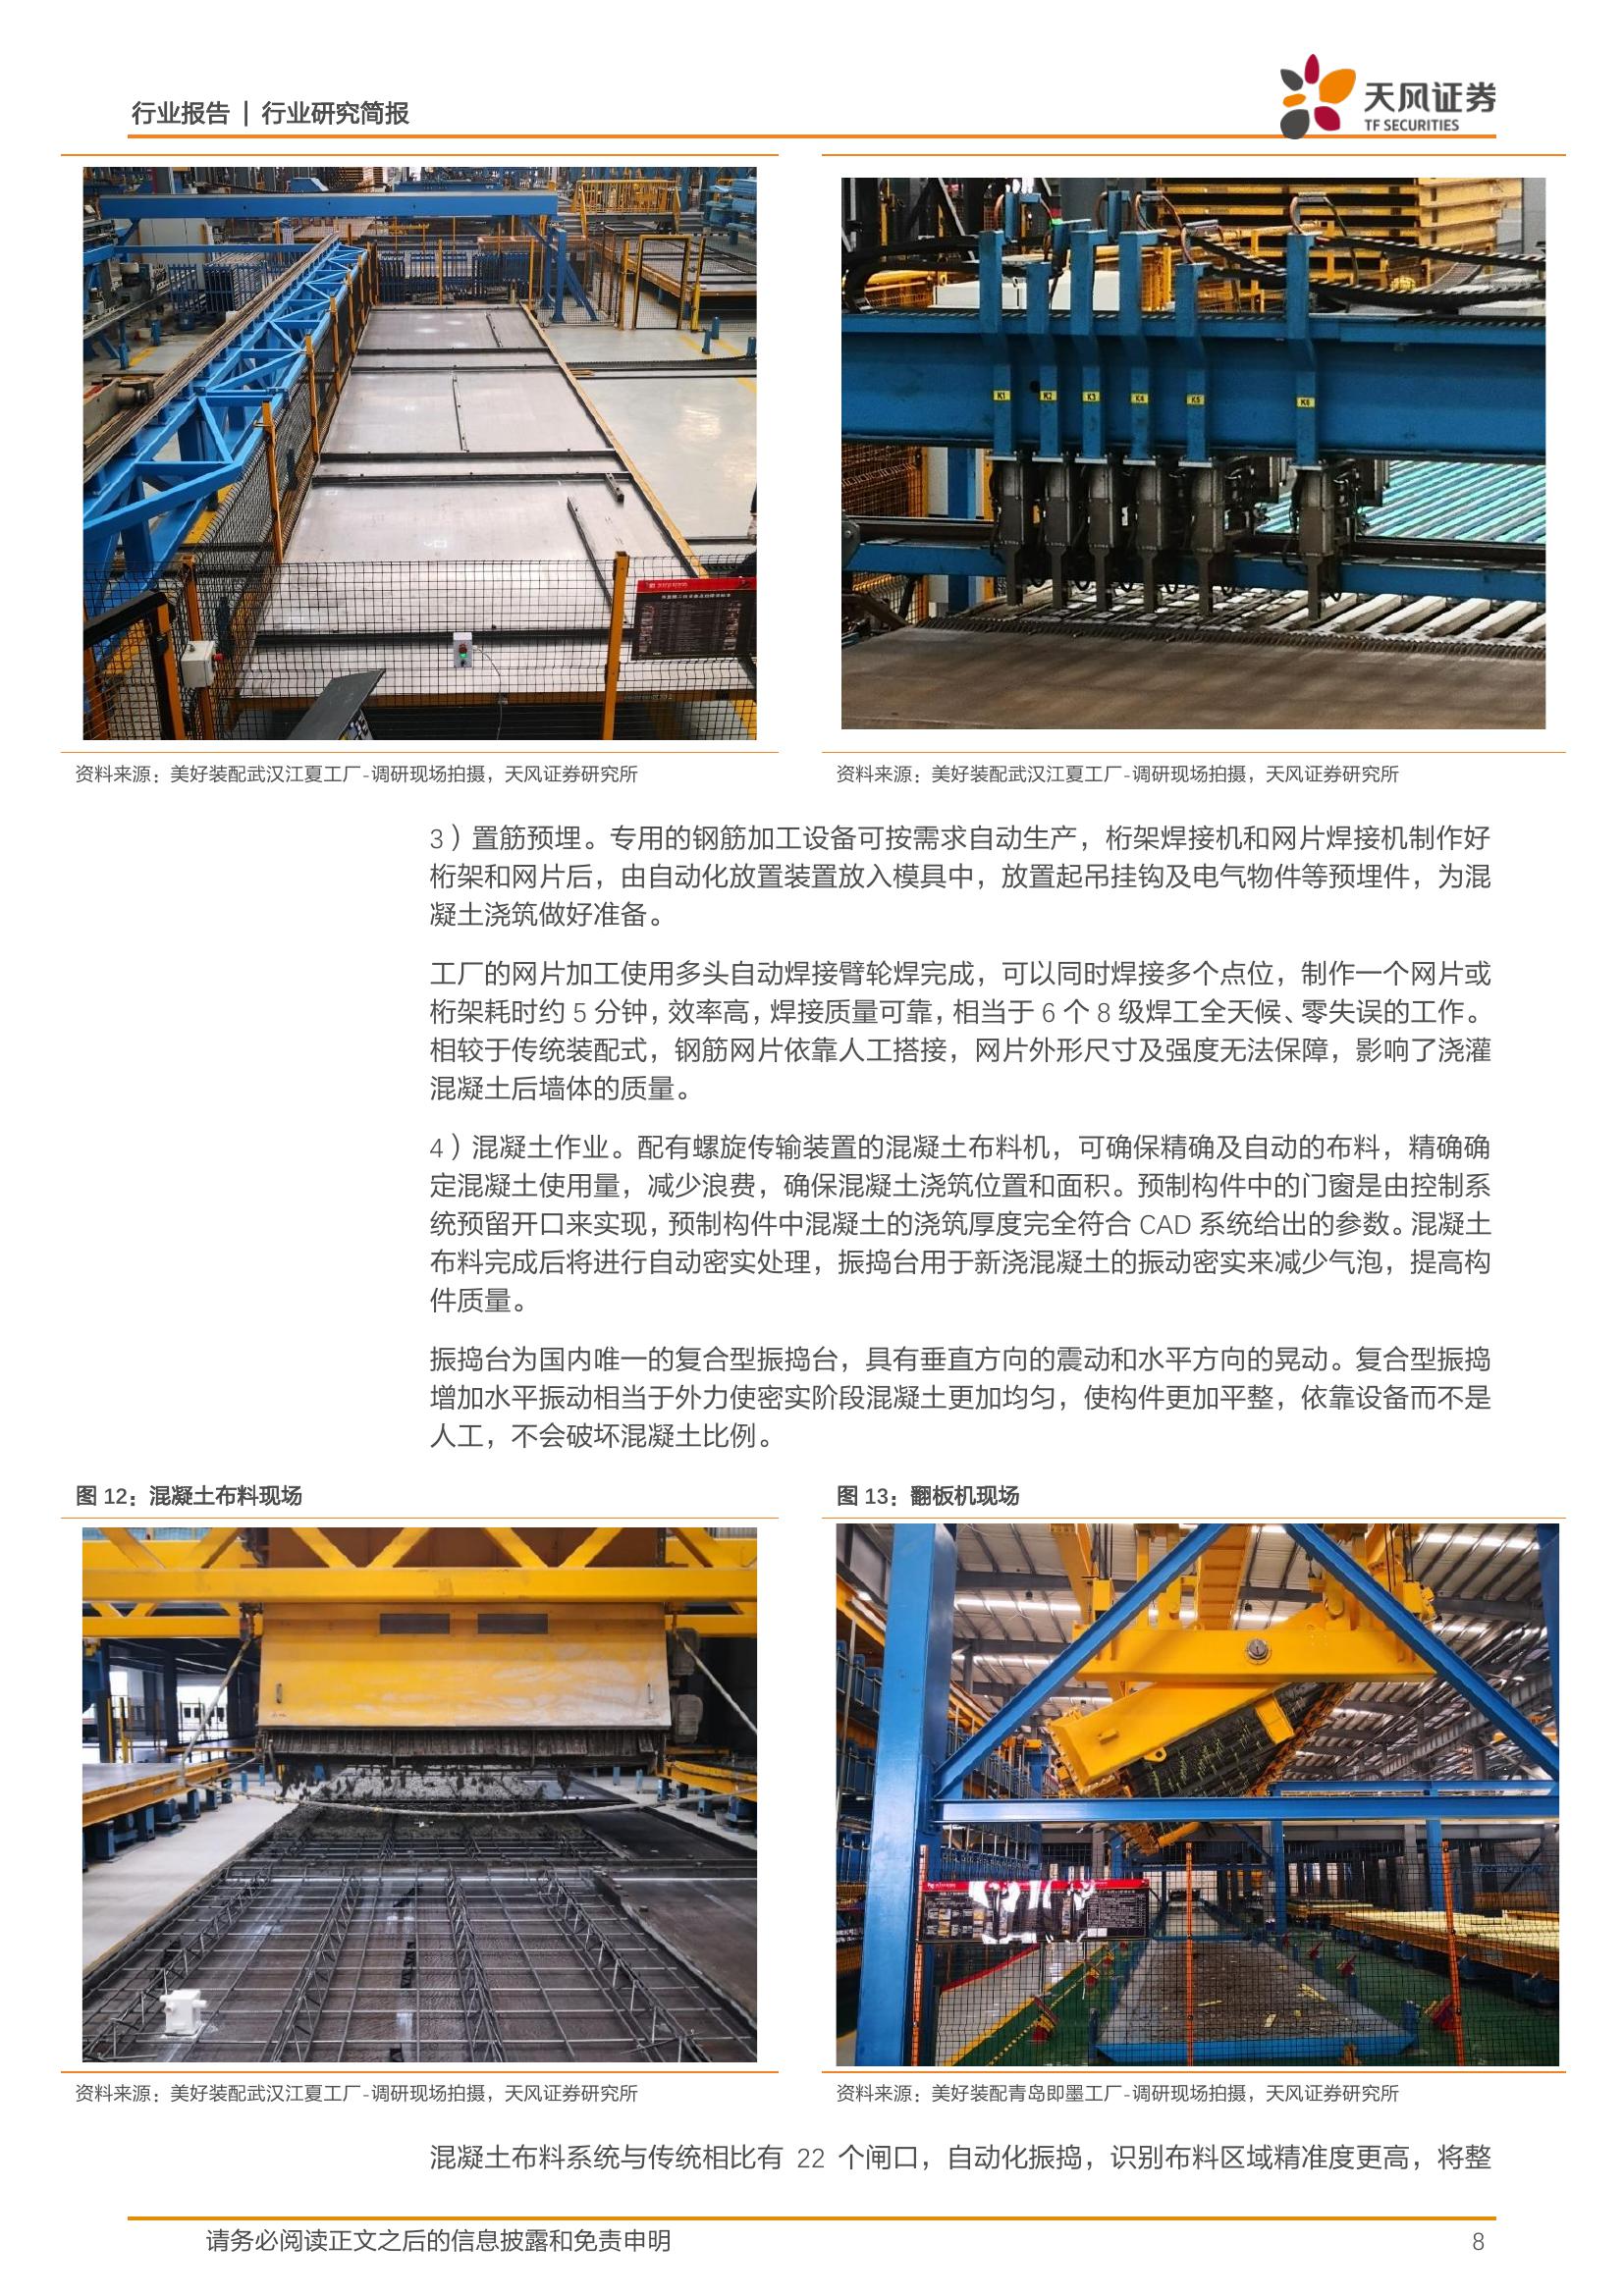 行业报告 | 行业研究简报
天风证券
TF SECURITIES
K1 K2 K3 K4 K5 K6
资料来源：美好装配武汉江夏工厂-调研现场拍摄，天风证券研究所
资料来源：美好装配武汉江夏工厂-调研现场拍摄，天风证券研究所
3）置筋预埋。专用的钢筋加工设备可按需求自动生产，桁架焊接机和网片焊接机制作好
桁架和网片后，由自动化放置装置放入模具中，放置起吊挂钩及电气物件等预埋件，为混
凝土浇筑做好准备。
工厂的网片加工使用多头自动焊接臂轮焊完成，可以同时焊接多个点位，制作一个网片或
桁架耗时约 5 分钟，效率高，焊接质量可靠，相当于 6 个 8 级焊工全天候、零失误的工作。
相较于传统装配式，钢筋网片依靠人工搭接，网片外形尺寸及强度无法保障，影响了浇灌
混凝土后墙体的质量。
4）混凝土作业。配有螺旋传输装置的混凝土布料机，可确保精确及自动的布料，精确确
定混凝土使用量，减少浪费，确保混凝土浇筑位置和面积。预制构件中的门窗是由控制系
统预留开口来实现，预制构件中混凝土的浇筑厚度完全符合 CAD 系统给出的参数。混凝土
布料完成后将进行自动密实处理，振捣台用于新浇混凝土的振动密实来减少气泡，提高构
件质量。
振捣台为国内唯一的复合型振捣台，具有垂直方向的震动和水平方向的晃动。复合型振捣
增加水平振动相当于外力使密实阶段混凝土更加均匀，使构件更加平整，依靠设备而不是
人工，不会破坏混凝土比例。
图 12：混凝土布料现场
图 13：翻板机现场
资料来源：美好装配武汉江夏工厂-调研现场拍摄，天风证券研究所
资料来源：美好装配青岛即墨工厂-调研现场拍摄，天风证券研究所
混凝土布料系统与传统相比有 22 个闸口，自动化振捣，识别布料区域精准度更高，将整
请务必阅读正文之后的信息披露和免责申明
8